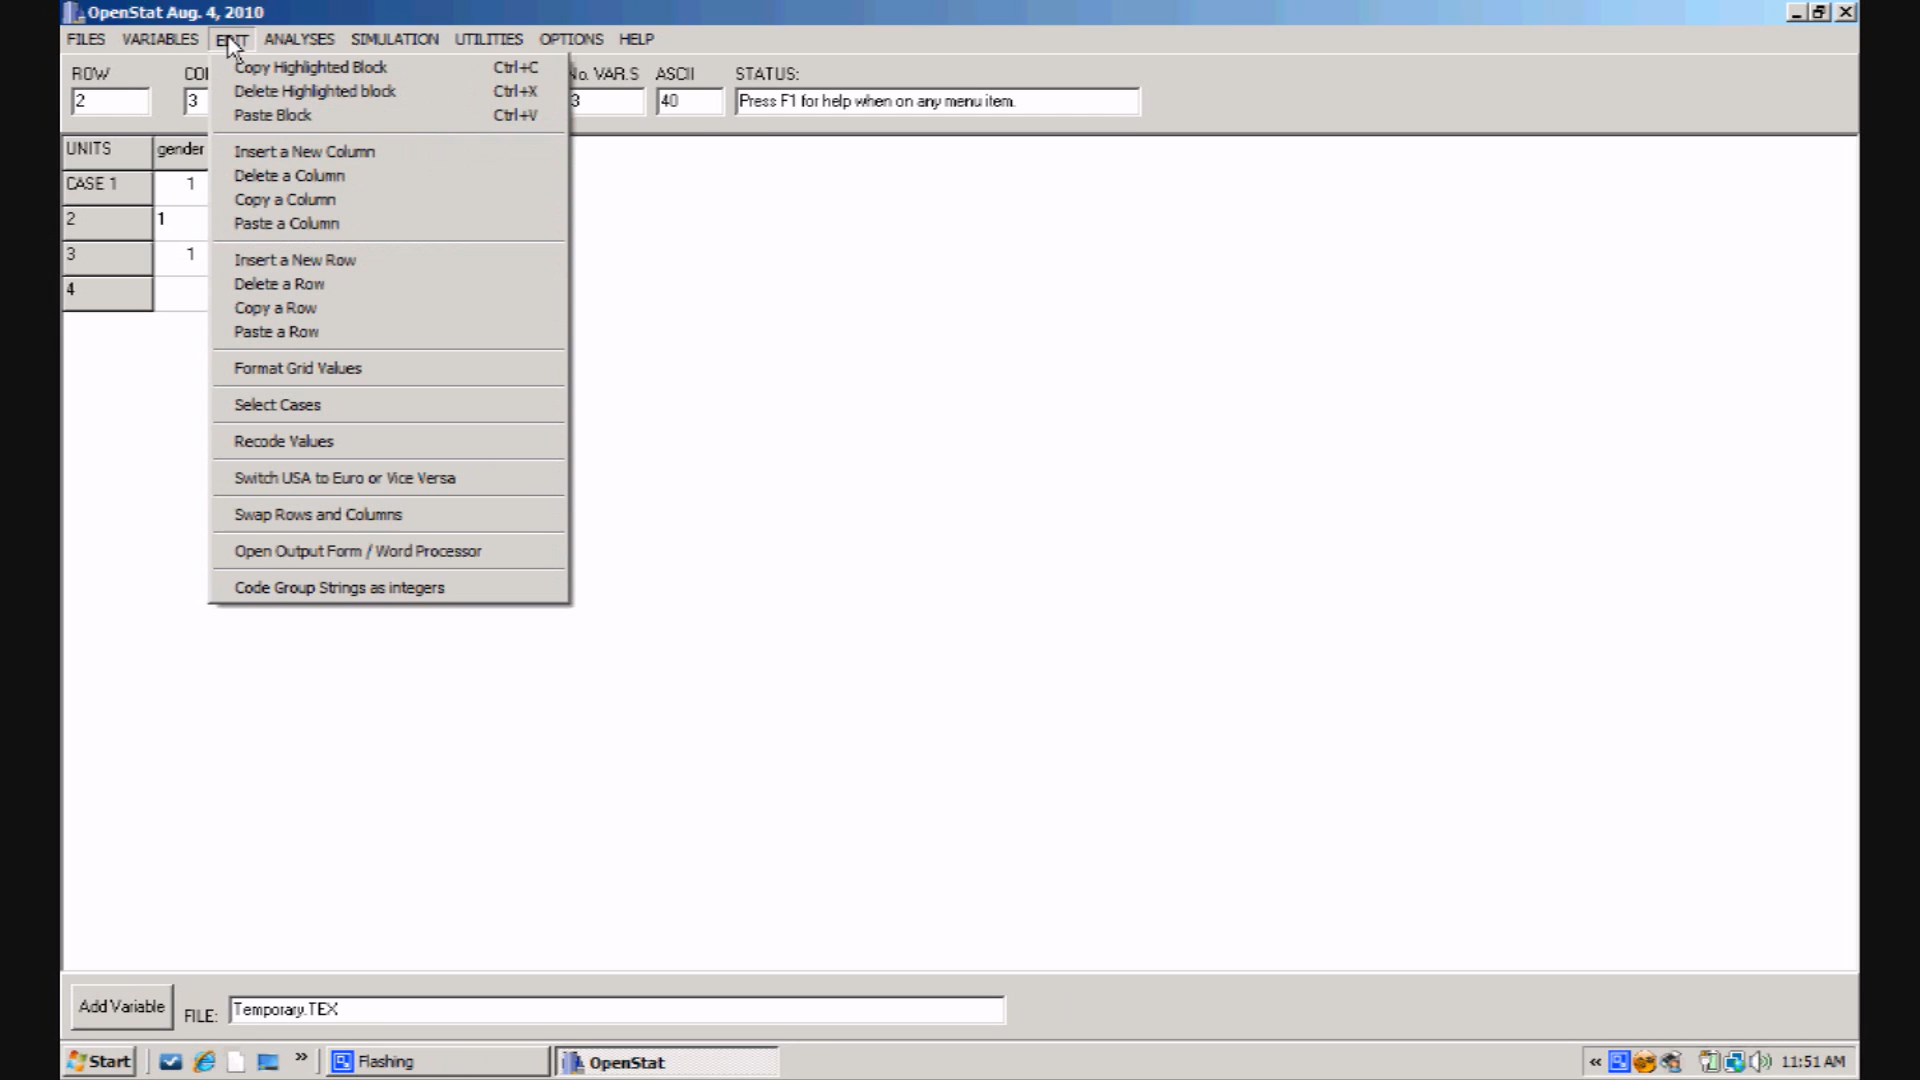 OpenStat Aug. 4, 2010
FILES VARIABLES EDIT ANALYSES SIMULATION UTILITIES OPTIONS HELP
ROW COL No. VAR.S ASCII STATUS:
2 3 3 40 Press F1 for help when on any menu item.
Copy Highlighted Block Ctrl+C
Delete Highlighted block Ctrl+X
Paste Block Ctrl+V
Insert a New Column
Delete a Column
Copy a Column
Paste a Column
Insert a New Row
Delete a Row
Copy a Row
Paste a Row
Format Grid Values
Select Cases
Recode Values
Switch USA to Euro or Vice Versa
Swap Rows and Columns
Open Output Form / Word Processor
Code Group Strings as integers
UNITS gender
CASE 1 1
2 1
3 1
4
Add Variable FILE: Temporary.TEX
Start » Flashing OpenStat « 11:51 AM